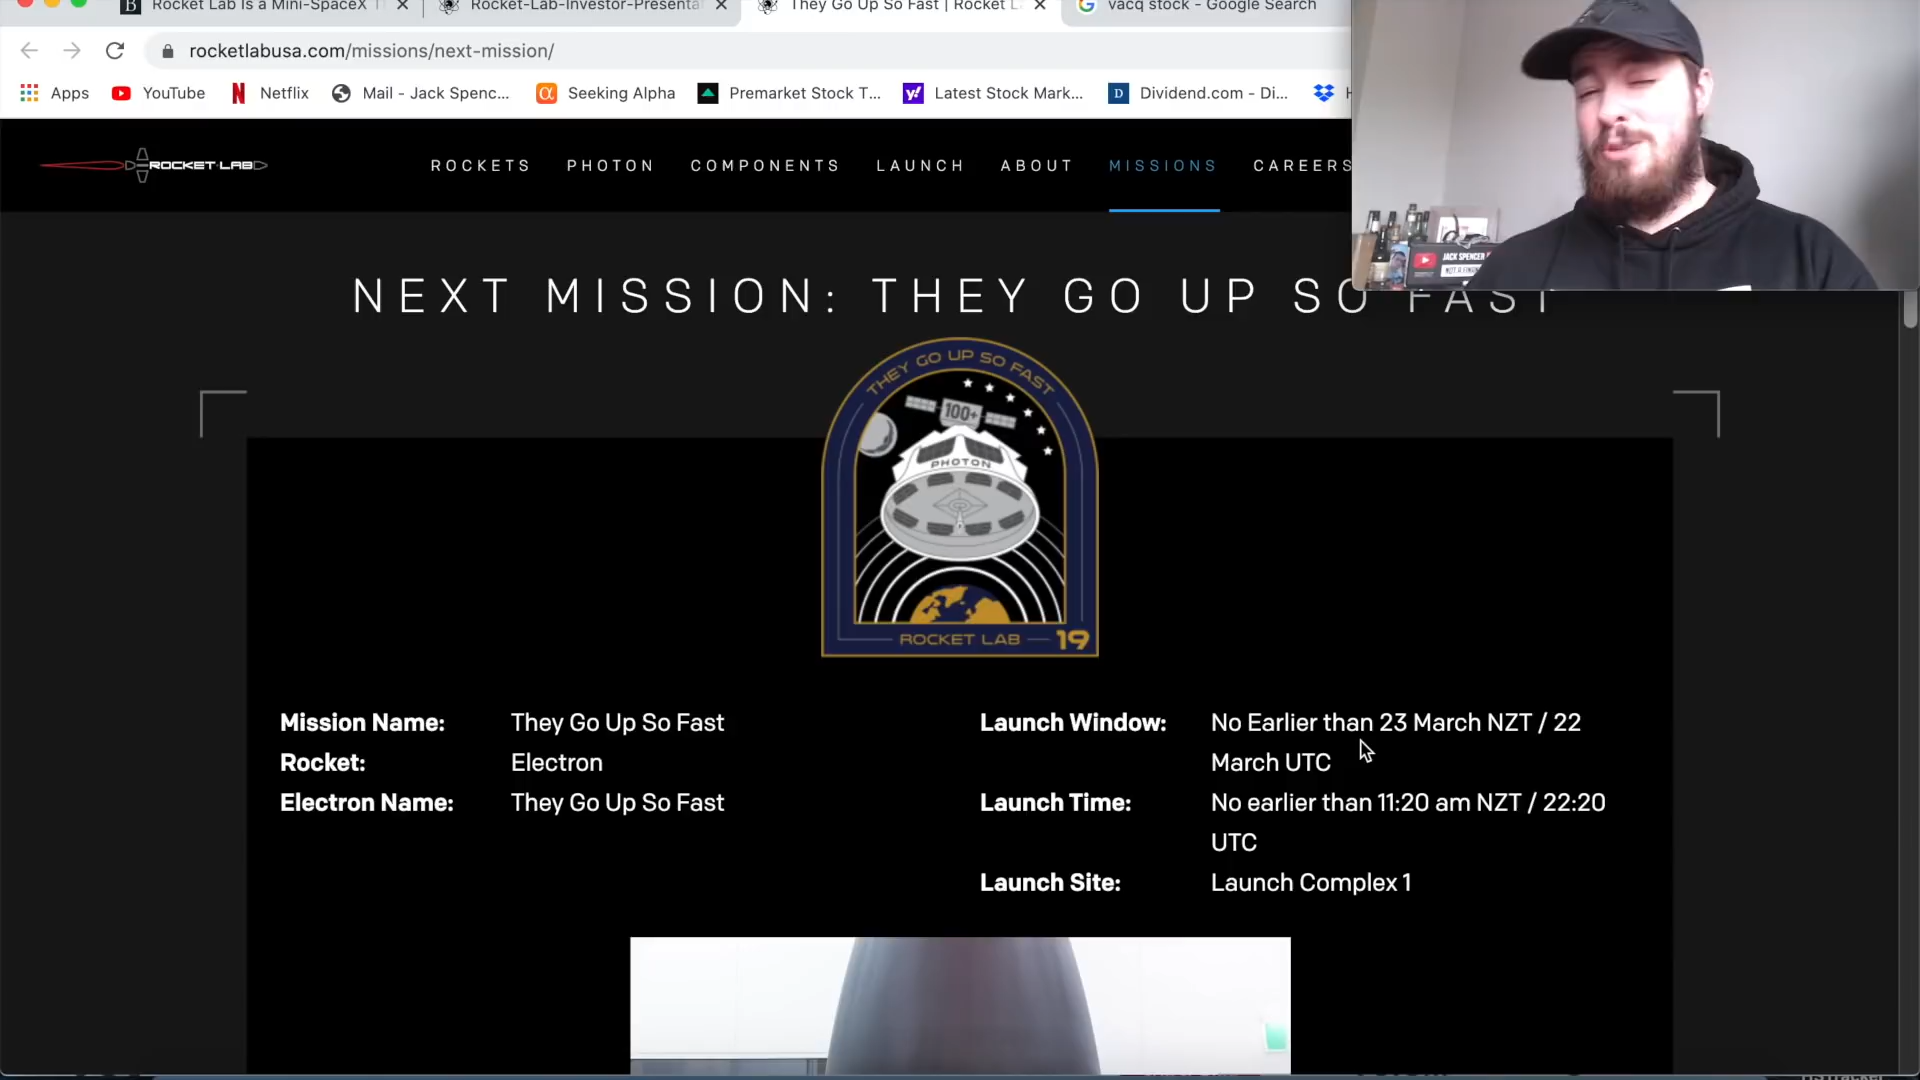 Rocket Lab Is a Mini-SpaceX
Rocket-Lab-Investor-Presenta
They Go Up So Fast | Rocket L
vacq stock - Google Search
rocketlabusa.com/missions/next-mission/
Apps
YouTube
Netflix
Mail - Jack Spenc...
Seeking Alpha
Premarket Stock T...
Latest Stock Mark...
Dividend.com - Di...
ROCKET LAB
ROCKETS
PHOTON
COMPONENTS
LAUNCH
ABOUT
MISSIONS
CAREERS
JACK SPENCER
NEXT MISSION: THEY GO UP SO FAST
THEY GO UP SO FAST
100+
PHOTON
ROCKET LAB
19
Mission Name: They Go Up So Fast
Rocket: Electron
Electron Name: They Go Up So Fast
Launch Window: No Earlier than 23 March NZT / 22
March UTC
Launch Time: No earlier than 11:20 am NZT / 22:20
UTC
Launch Site: Launch Complex 1